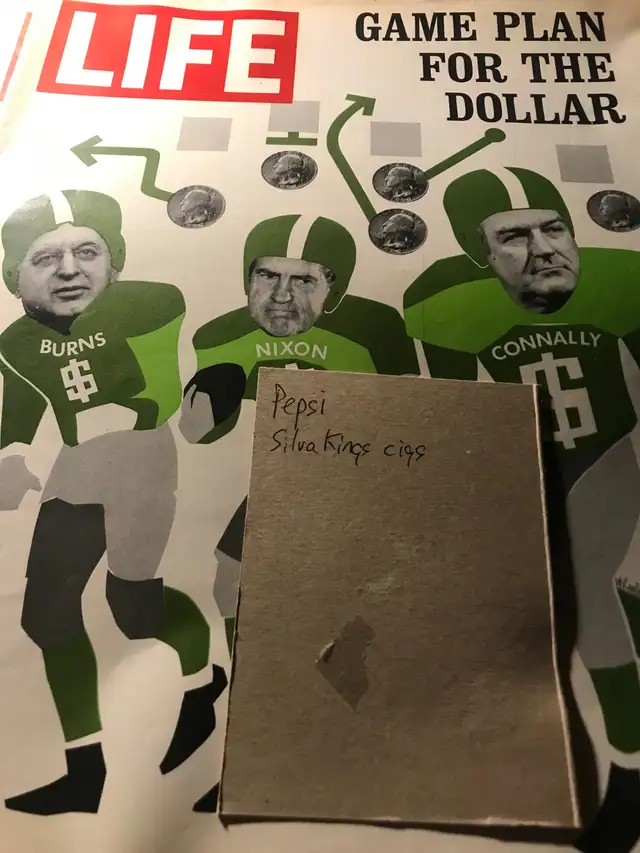 LIFE
GAME PLAN
FOR THE
DOLLAR
BURNS
$
NIXON
CONNALLY
$
Pepsi
Silva Kings cigs